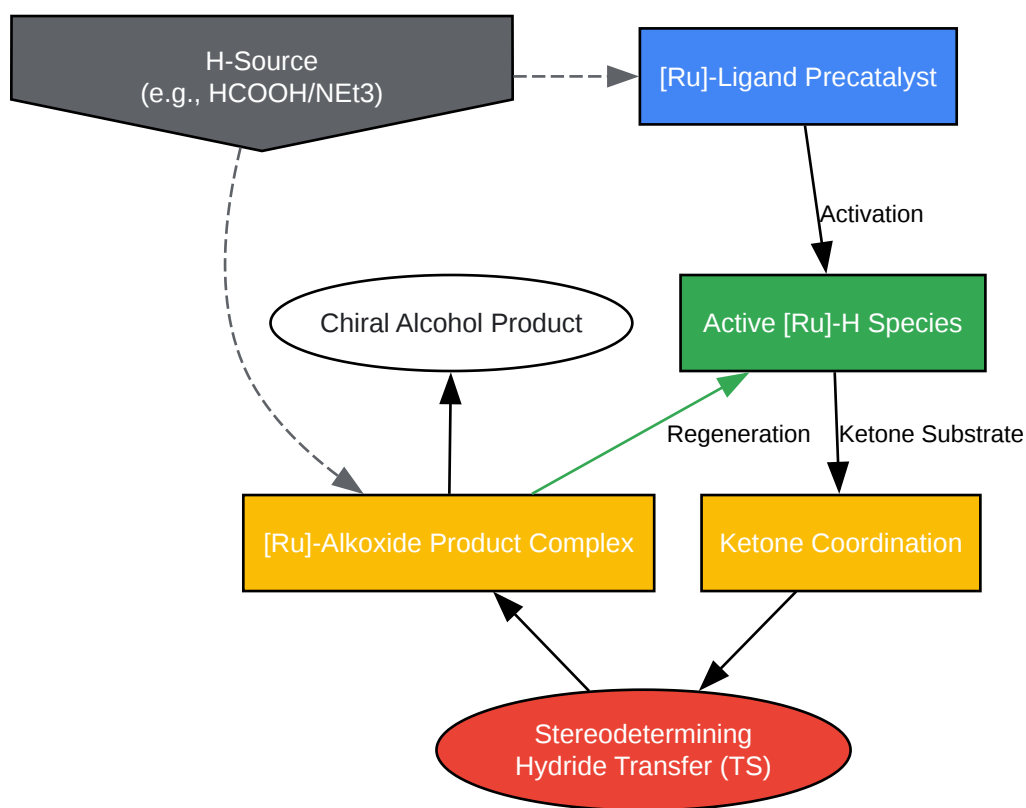 H-Source
(e.g., HCOOH/NEt3)
[Ru]-Ligand Precatalyst
Activation
Chiral Alcohol Product
Active [Ru]-H Species
Regeneration
Ketone Substrate
[Ru]-Alkoxide Product Complex
Ketone Coordination
Stereodetermining
Hydride Transfer (TS)